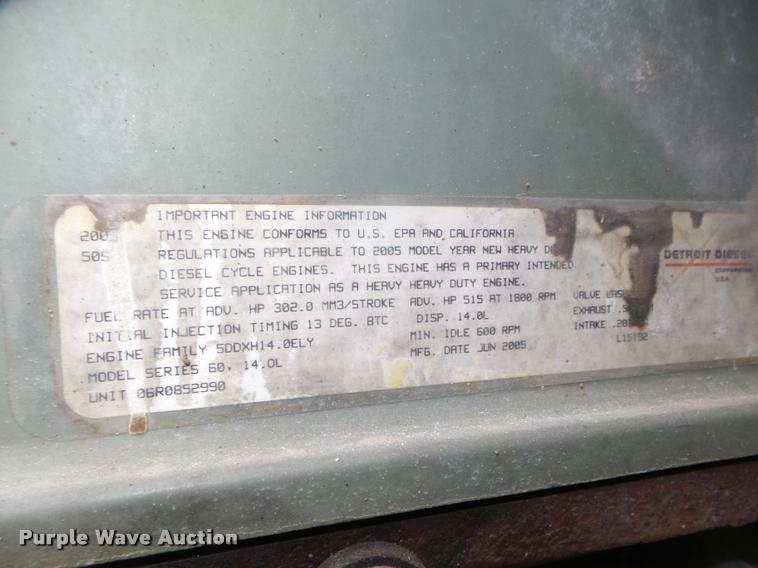 IMPORTANT ENGINE INFORMATION
THIS ENGINE CONFORMS TO U.S. EPA AND CALIFORNIA
505 REGULATIONS APPLICABLE TO 2005 MODEL YEAR NEW HEAVY
DIESEL CYCLE ENGINES. THIS ENGINE HAS A PRIMARY INTENDED
SERVICE APPLICATION AS A HEAVY HEAVY DUTY ENGINE.
FUEL RATE AT ADV. HP 302.0 MM3/STROKE ADV. HP 515 AT 1800 RPM VALVE
INITIAL INJECTION TIMING 13 DEG. BTC DISP. 14.0L EXHAUST
ENGINE FAMILY 5DDXH14.0ELY MIN. IDLE 600 RPM INTAKE
MODEL SERIES 60, 14.0L MFG. DATE JUN 2005
UNIT 06R0852990
DETROIT DIESEL
CORPORATION
U.S.A.
Purple Wave Auction